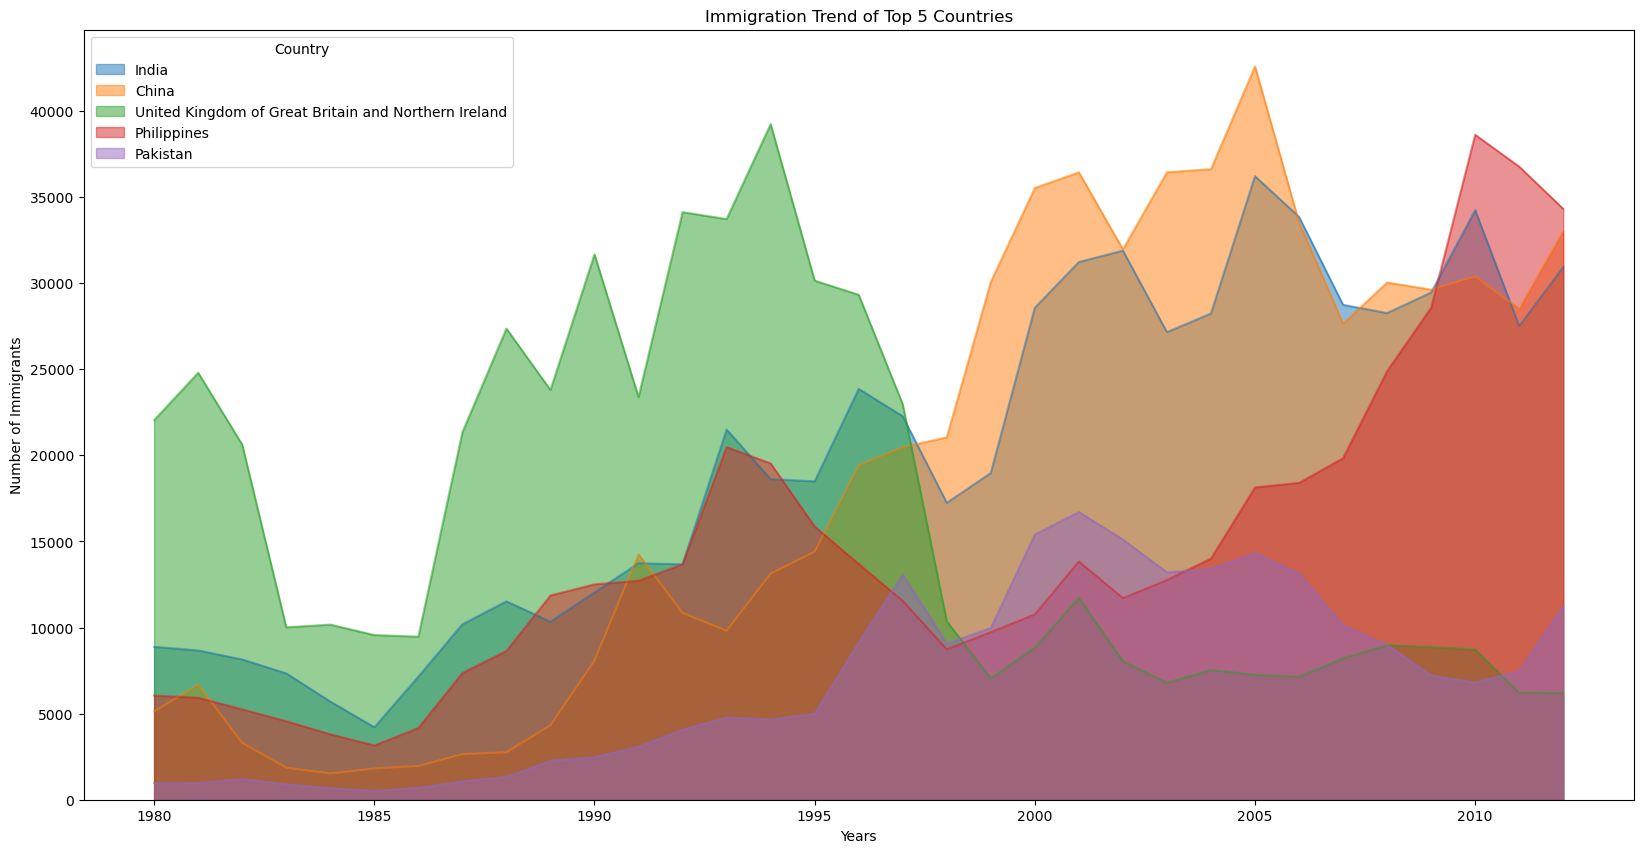 Immigration Trend of Top 5 Countries
Country
India
China
United Kingdom of Great Britain and Northern Ireland
Philippines
Pakistan
Number of Immigrants
40000
35000
30000
25000
20000
15000
10000
5000
0
1980 1985 1990 1995 2000 2005 2010
Years